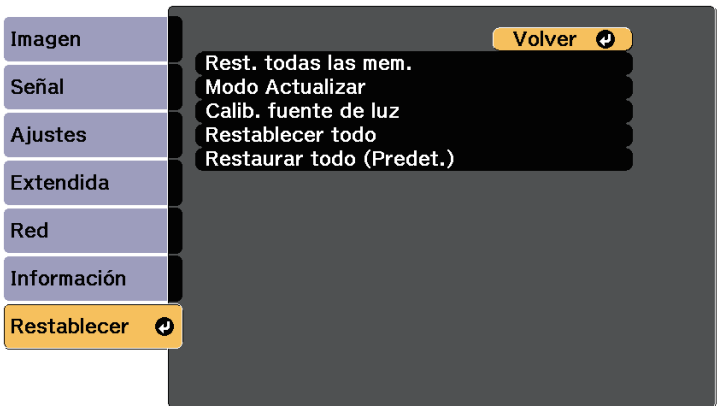 Imagen
Señal
Ajustes
Extendida
Red
Información
Restablecer
Volver
Rest. todas las mem.
Modo Actualizar
Calib. fuente de luz
Restablecer todo
Restaurar todo (Predet.)